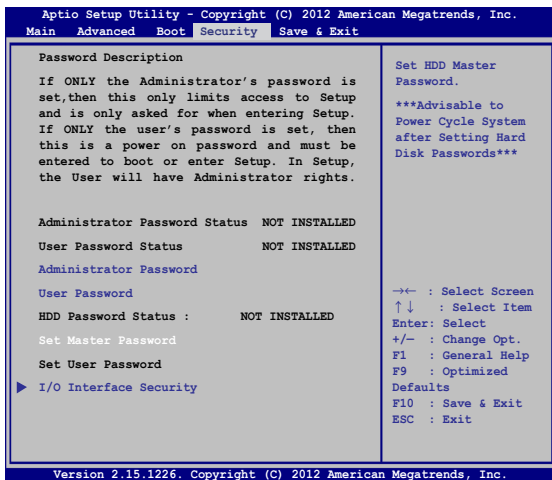 Aptio Setup Utility - Copyright (C) 2012 American Megatrends, Inc.
Main Advanced Boot Security Save & Exit
Password Description
If ONLY the Administrator's password is
set,then this only limits access to Setup
and is only asked for when entering Setup.
If ONLY the user's password is set, then
this is a power on password and must be
entered to boot or enter Setup. In Setup,
the User will have Administrator rights.
Administrator Password Status NOT INSTALLED
User Password Status NOT INSTALLED
Administrator Password
User Password
HDD Password Status : NOT INSTALLED
Set Master Password
Set User Password
I/O Interface Security
Set HDD Master
Password.
***Advisable to
Power Cycle System
after Setting Hard
Disk Passwords***
→← : Select Screen
↑↓ : Select Item
Enter: Select
+/— : Change Opt.
F1 : General Help
F9 : Optimized
Defaults
F10 : Save & Exit
ESC : Exit
Version 2.15.1226. Copyright (C) 2012 American Megatrends, Inc.